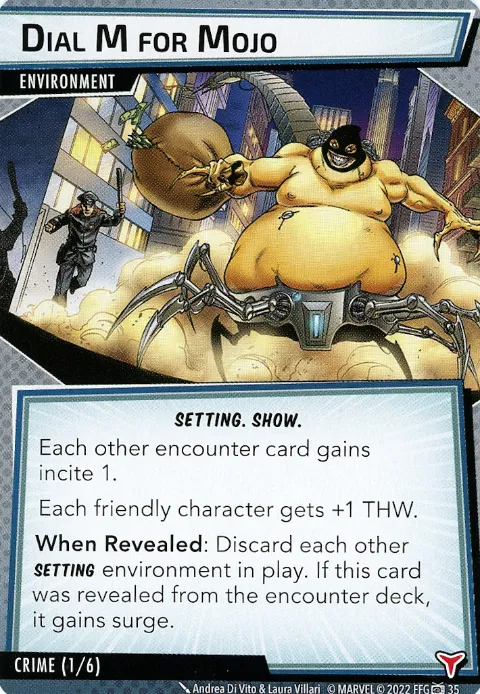 DIAL M FOR MOJO
ENVIRONMENT
SETTING. SHOW.
Each other encounter card gains
incite 1.
Each friendly character gets +1 THW.
When Revealed: Discard each other
SETTING environment in play. If this card
was revealed from the encounter deck,
it gains surge.
CRIME (1/6)
Andrea Di Vito & Laura Villari © MARVEL © 2022 FFG 35